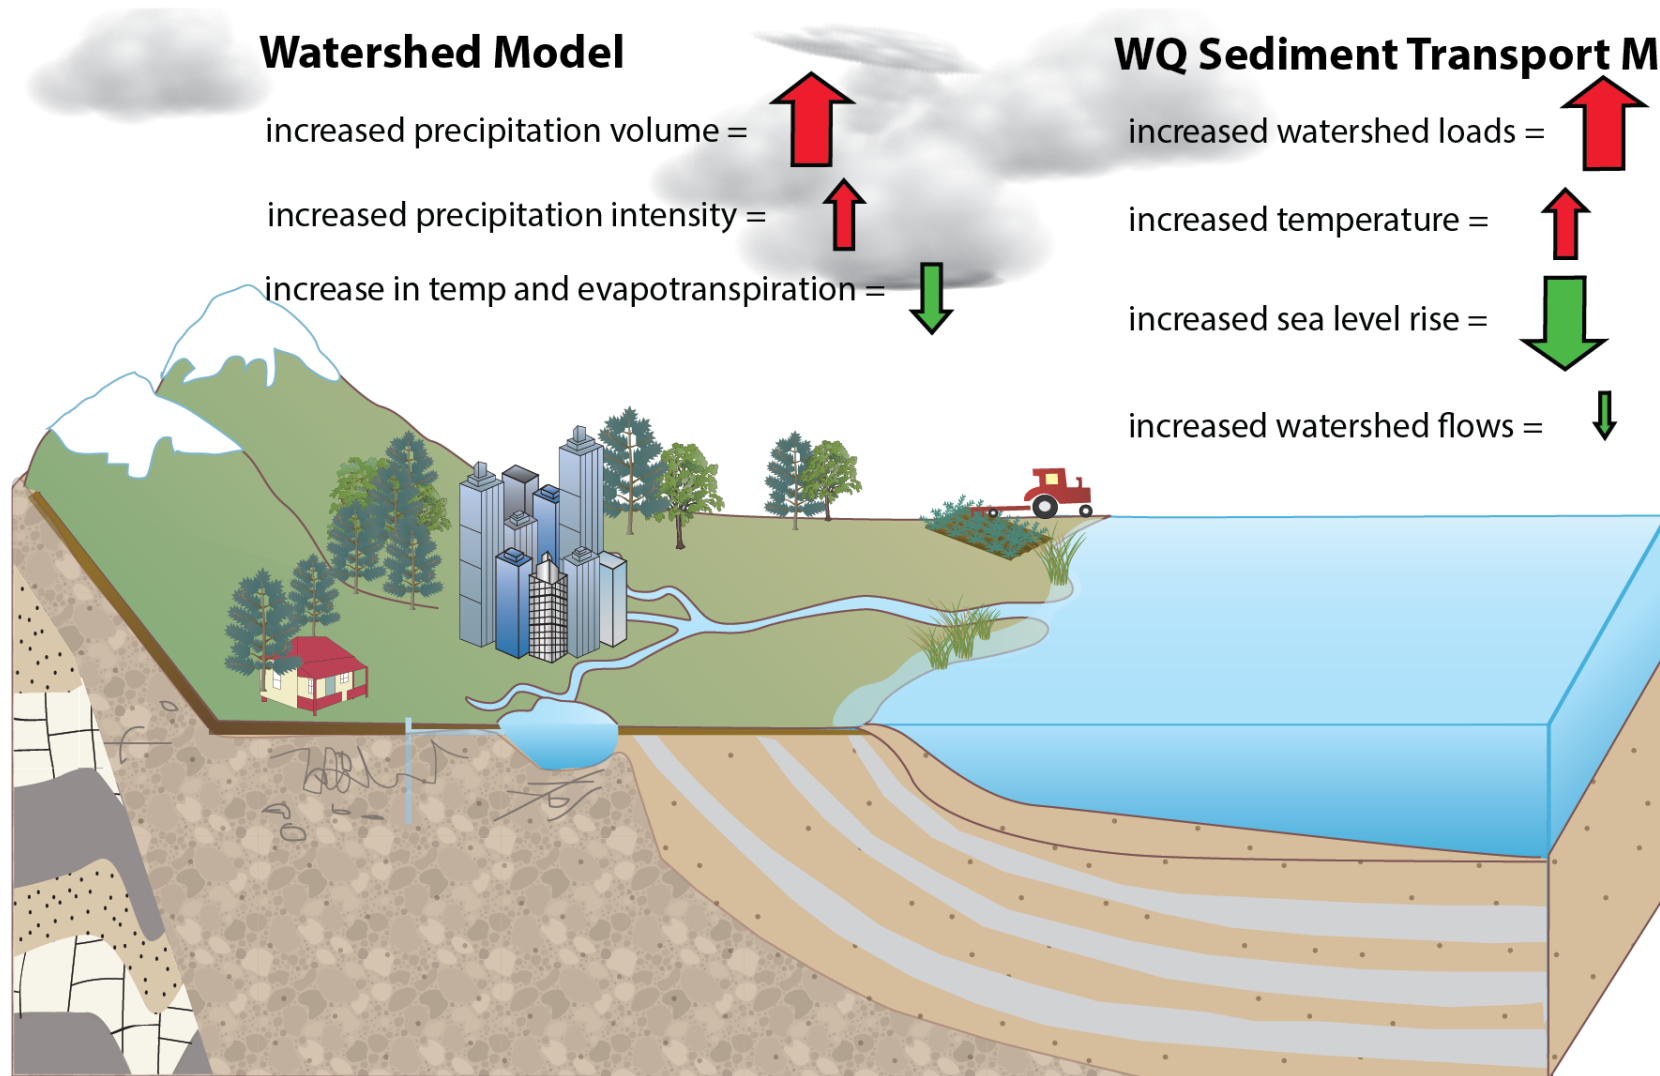 Watershed Model
increased precipitation volume =
increased precipitation intensity =
increase in temp and evapotranspiration =
WQ Sediment Transport M
increased watershed loads =
increased temperature =
increased sea level rise =
increased watershed flows =